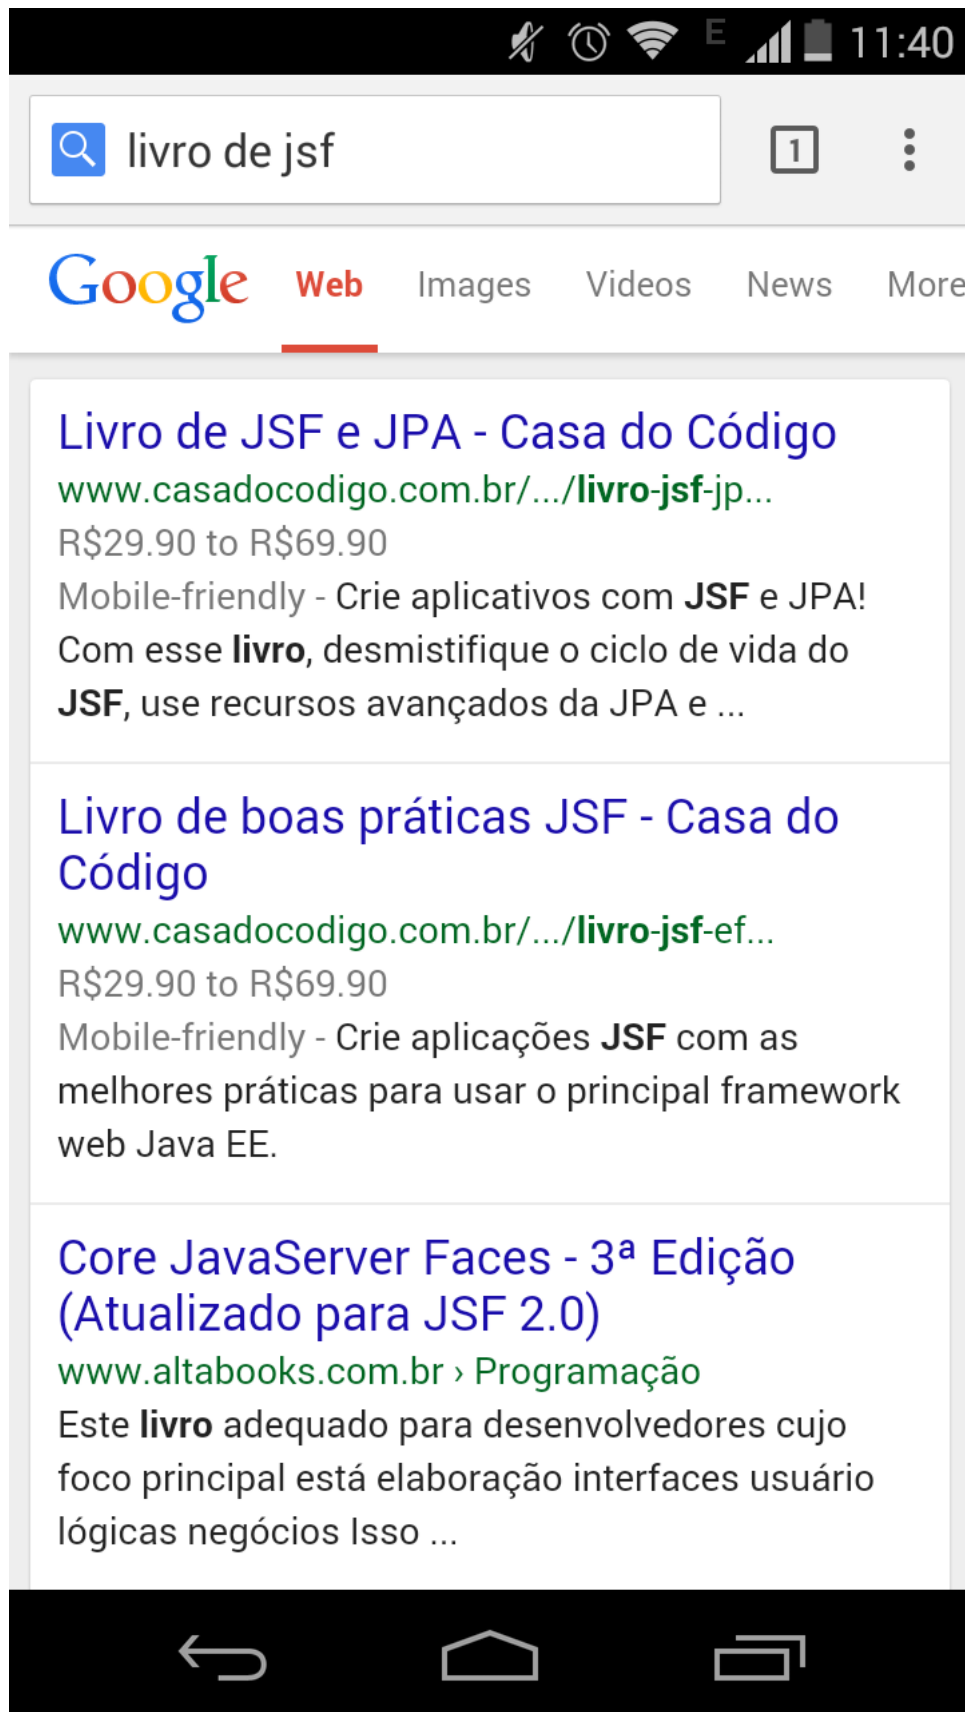 E 11:40
livro de jsf
1
Google Web Images Videos News More
Livro de JSF e JPA - Casa do Código
www.casadocodigo.com.br/.../livro-jsf-jp...
R$29.90 to R$69.90
Mobile-friendly - Crie aplicativos com JSF e JPA!
Com esse livro, desmistifique o ciclo de vida do
JSF, use recursos avançados da JPA e ...
Livro de boas práticas JSF - Casa do
Código
www.casadocodigo.com.br/.../livro-jsf-ef...
R$29.90 to R$69.90
Mobile-friendly - Crie aplicações JSF com as
melhores práticas para usar o principal framework
web Java EE.
Core JavaServer Faces - 3ª Edição
(Atualizado para JSF 2.0)
www.altabooks.com.br › Programação
Este livro adequado para desenvolvedores cujo
foco principal está elaboração interfaces usuário
lógicas negócios Isso ...